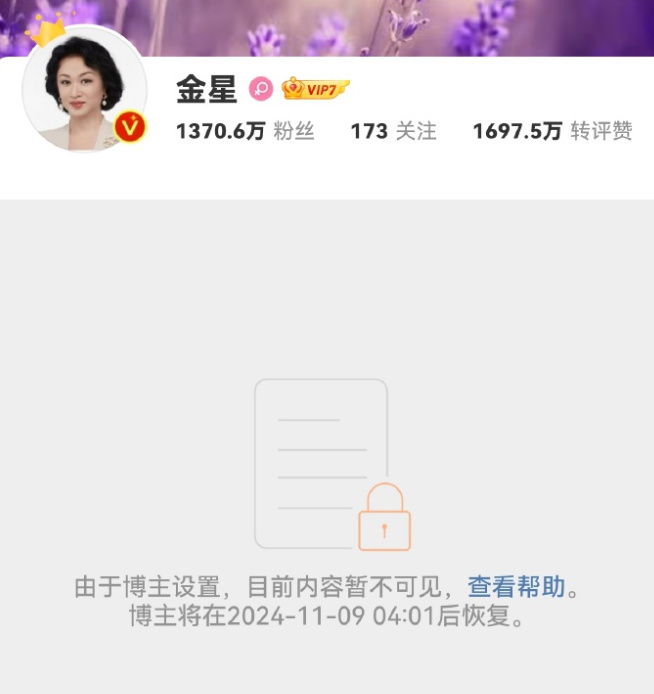 金星 VIP7
1370.6万 粉丝 173 关注 1697.5万 转评赞
由于博主设置，目前内容暂不可见，查看帮助。
博主将在2024-11-09 04:01后恢复。